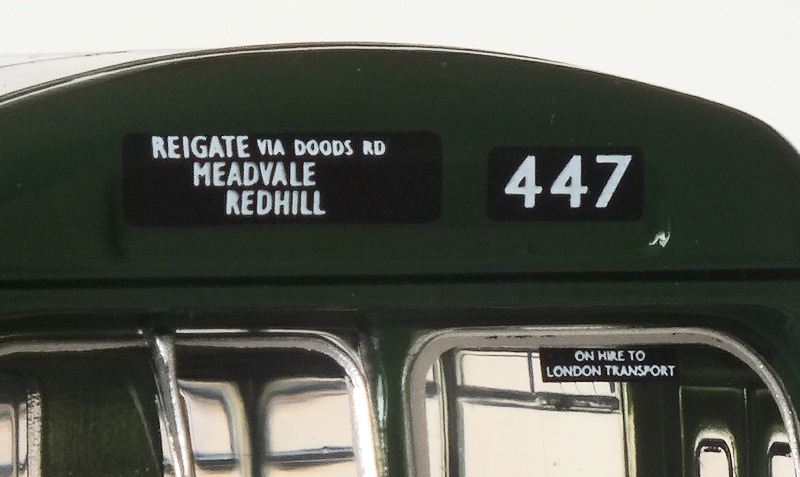 REIGATE VIA DOODS RD
MEADVALE
REDHILL
447
ON HIRE TO
LONDON TRANSPORT